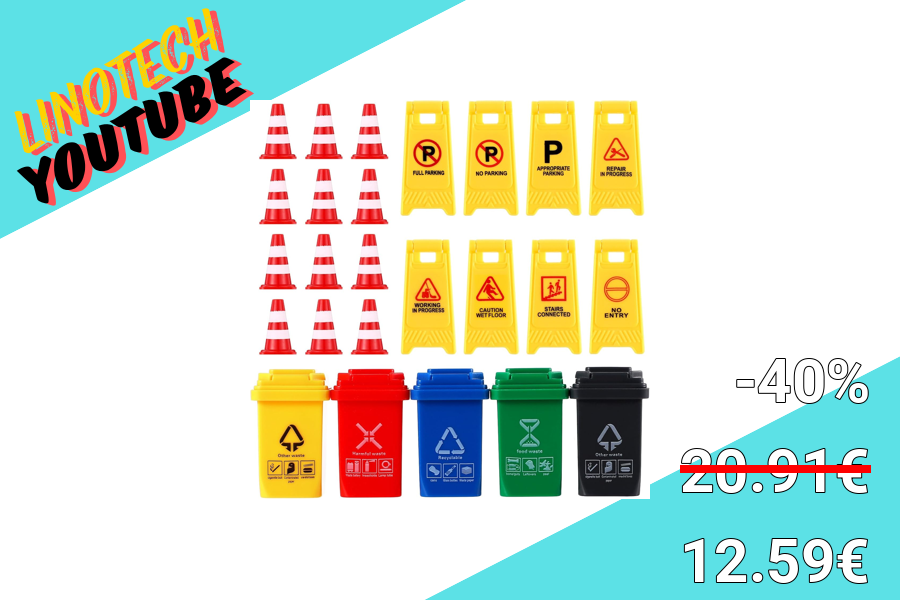 LINOTECH
YOUTUBE
FULL PARKING
NO PARKING
P
APPROPRIATE
PARKING
REPAIR
IN PROGRESS
WORKING
IN PROGRESS
CAUTION
WET FLOOR
STAIRS
CONNECTED
NO
ENTRY
Other waste
Harmful waste
Recyclable
food waste
Other waste
-40%
20.91€
12.59€